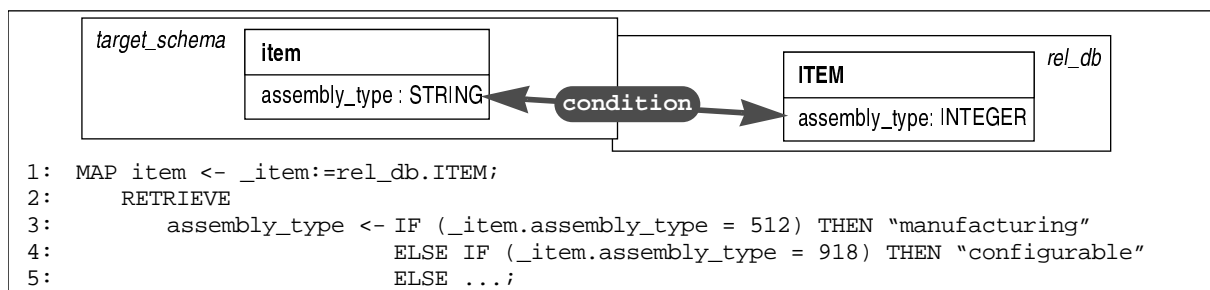 target_schema
item
assembly_type : STRING
condition
rel_db
ITEM
assembly_type: INTEGER
1: MAP item <- _item:=rel_db.ITEM;
2: RETRIEVE
3: assembly_type <- IF (_item.assembly_type = 512) THEN “manufacturing”
4: ELSE IF (_item.assembly_type = 918) THEN “configurable”
5: ELSE ...;